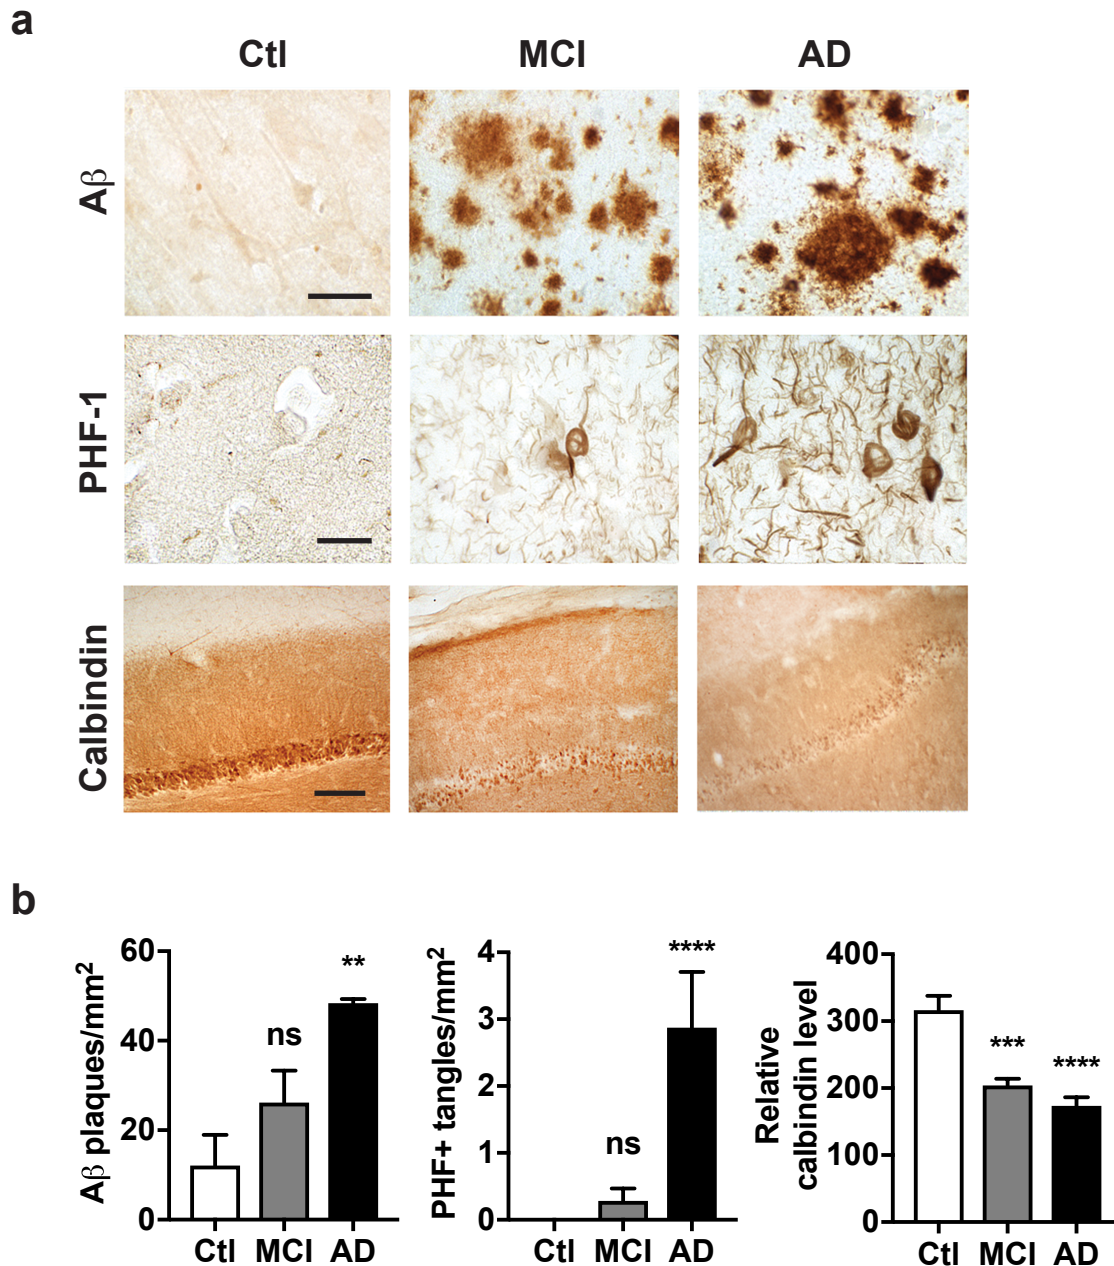 a
Ctl MCI AD
Aβ
PHF-1
Calbindin
b
Aβ plaques/mm²
60
40
20
0
ns
**
Ctl MCI AD
PHF+ tangles/mm²
4
3
2
1
0
ns
****
Ctl MCI AD
Relative
calbindin level
400
300
200
100
0
***
****
Ctl MCI AD